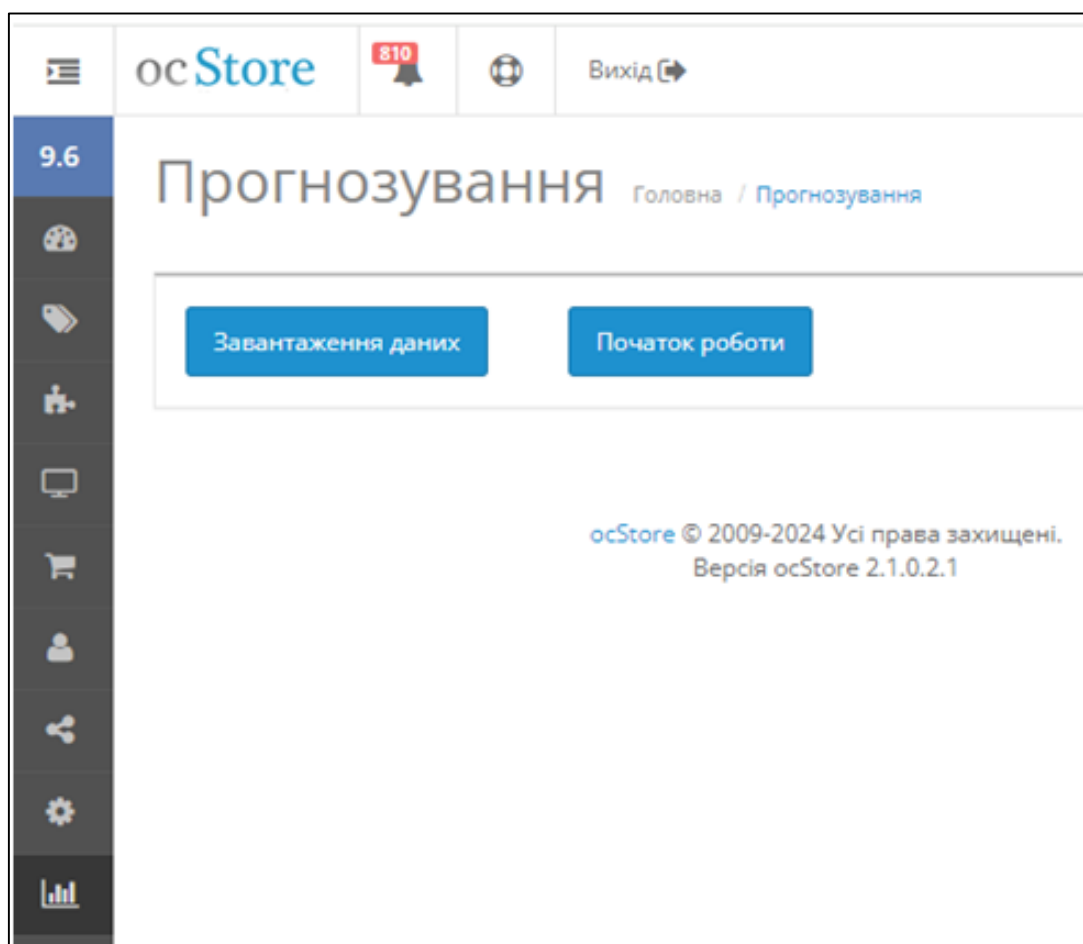 ocStore 810 Вихід
9.6
Прогнозування Головна / Прогнозування
Завантаження даних Початок роботи
ocStore © 2009-2024 Усі права захищені.
Версія ocStore 2.1.0.2.1